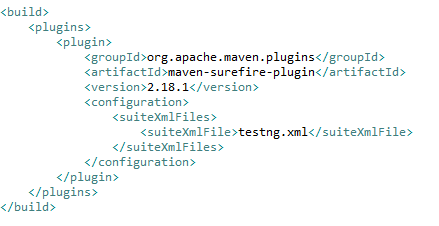 <build>
<plugins>
<plugin>
<groupId>org.apache.maven.plugins</groupId>
<artifactId>maven-surefire-plugin</artifactId>
<version>2.18.1</version>
<configuration>
<suiteXmlFiles>
<suiteXmlFile>testng.xml</suiteXmlFile>
</suiteXmlFiles>
</configuration>
</plugin>
</plugins>
</build>